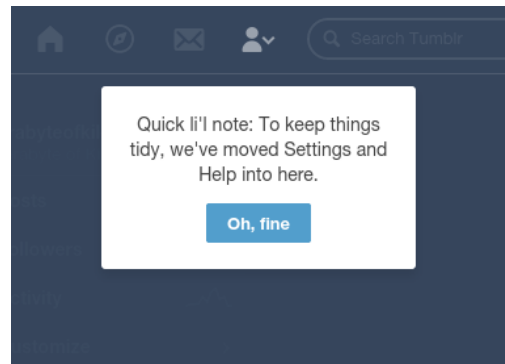 Search Tumblr
Quick li'l note: To keep things
tidy, we've moved Settings and
Help into here.
Oh, fine